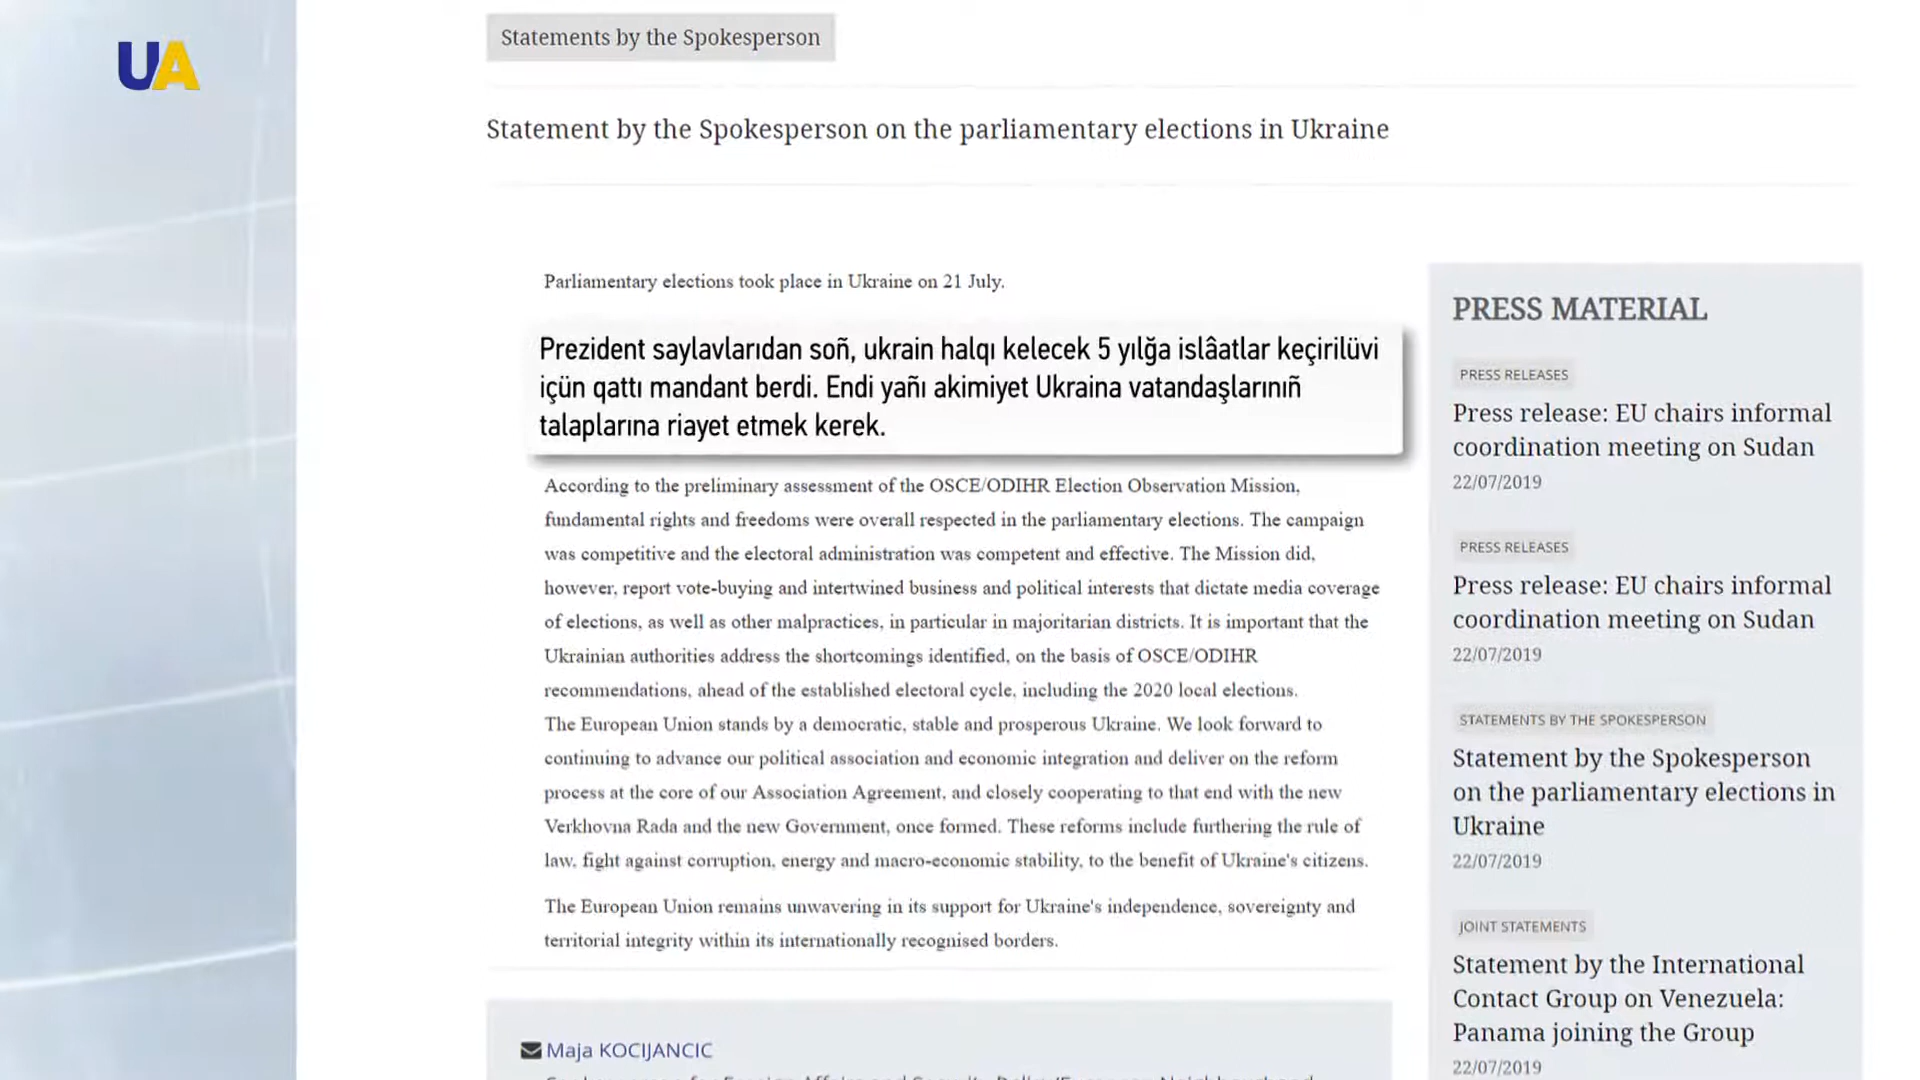 UA
Statements by the Spokesperson
Statement by the Spokesperson on the parliamentary elections in Ukraine
Parliamentary elections took place in Ukraine on 21 July.
Prezident saylavlarıdan soñ, ukrain halqı kelecek 5 yılğa islâatlar keçirilüvi
içün qattı mandant berdi. Endi yañı akimiyet Ukraina vatandaşlarınıñ
talaplarına riayet etmek kerek.
According to the preliminary assessment of the OSCE/ODIHR Election Observation Mission,
fundamental rights and freedoms were overall respected in the parliamentary elections. The campaign
was competitive and the electoral administration was competent and effective. The Mission did,
however, report vote-buying and intertwined business and political interests that dictate media coverage
of elections, as well as other malpractices, in particular in majoritarian districts. It is important that the
Ukrainian authorities address the shortcomings identified, on the basis of OSCE/ODIHR
recommendations, ahead of the established electoral cycle, including the 2020 local elections.
The European Union stands by a democratic, stable and prosperous Ukraine. We look forward to
continuing to advance our political association and economic integration and deliver on the reform
process at the core of our Association Agreement, and closely cooperating to that end with the new
Verkhovna Rada and the new Government, once formed. These reforms include furthering the rule of
law, fight against corruption, energy and macro-economic stability, to the benefit of Ukraine's citizens.
The European Union remains unwavering in its support for Ukraine's independence, sovereignty and
territorial integrity within its internationally recognised borders.
Maja KOCIJANCIC
PRESS MATERIAL
PRESS RELEASES
Press release: EU chairs informal
coordination meeting on Sudan
22/07/2019
PRESS RELEASES
Press release: EU chairs informal
coordination meeting on Sudan
22/07/2019
STATEMENTS BY THE SPOKESPERSON
Statement by the Spokesperson
on the parliamentary elections in
Ukraine
22/07/2019
JOINT STATEMENTS
Statement by the International
Contact Group on Venezuela:
Panama joining the Group
22/07/2019